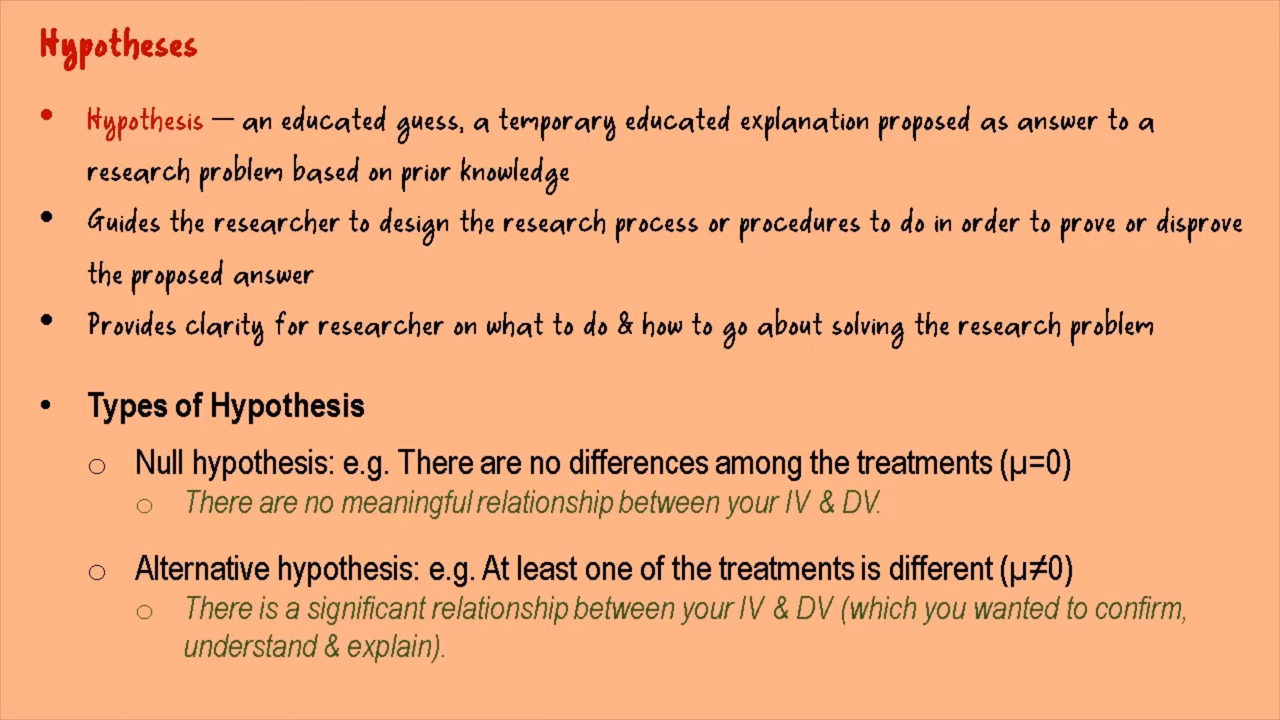 Hypotheses
• Hypothesis – an educated guess, a temporary educated explanation proposed as answer to a
research problem based on prior knowledge
• Guides the researcher to design the research process or procedures to do in order to prove or disprove
the proposed answer
• Provides clarity for researcher on what to do & how to go about solving the research problem
• Types of Hypothesis
o Null hypothesis: e.g. There are no differences among the treatments (μ=0)
o There are no meaningful relationship between your IV & DV.
o Alternative hypothesis: e.g. At least one of the treatments is different (μ≠0)
o There is a significant relationship between your IV & DV (which you wanted to confirm,
understand & explain).